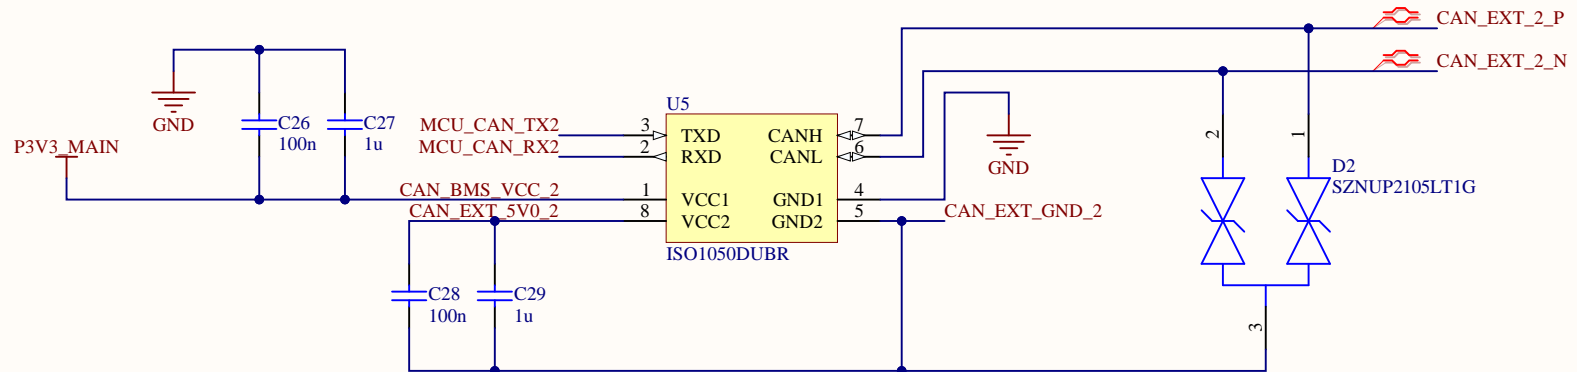 CAN_EXT_2_P
CAN_EXT_2_N
U5
GND
C26
100n
C27
1u
P3V3_MAIN
MCU_CAN_TX2
3
TXD
CANH
7
MCU_CAN_RX2
2
RXD
CANL
6
GND
2
1
D2
SZNUP2105LT1G
CAN_BMS_VCC_2
1
VCC1
GND1
4
CAN_EXT_5V0_2
8
VCC2
GND2
5
CAN_EXT_GND_2
ISO1050DUBR
C28
100n
C29
1u
3